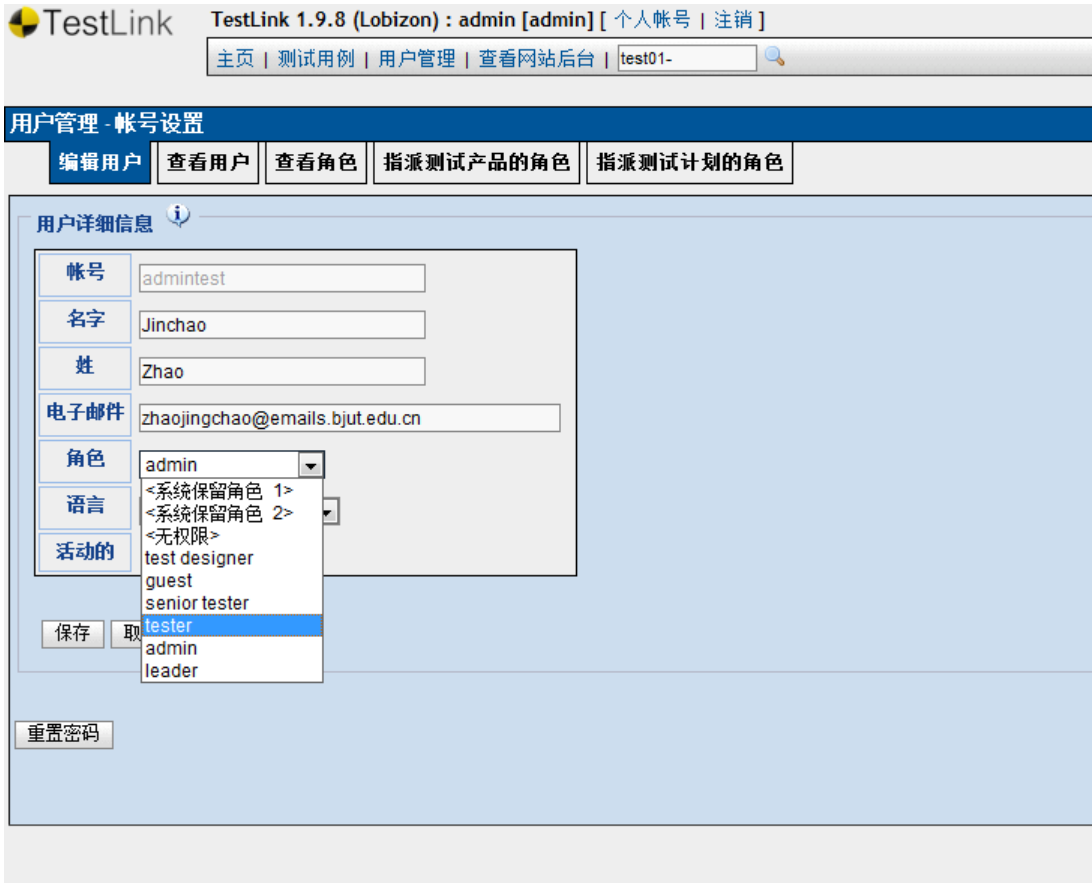 TestLink TestLink 1.9.8 (Lobizon) : admin [admin] [ 个人帐号 | 注销 ]
主页 | 测试用例 | 用户管理 | 查看网站后台 | test01-
用户管理 - 帐号设置
编辑用户 查看用户 查看角色 指派测试产品的角色 指派测试计划的角色
用户详细信息
帐号 admintest
名字 Jinchao
姓 Zhao
电子邮件 zhaojingchao@emails.bjut.edu.cn
角色 admin
<系统保留角色 1>
语言
<系统保留角色 2>
<无权限>
活动的
test designer
guest
senior tester
保存 取
tester
admin
leader
重置密码